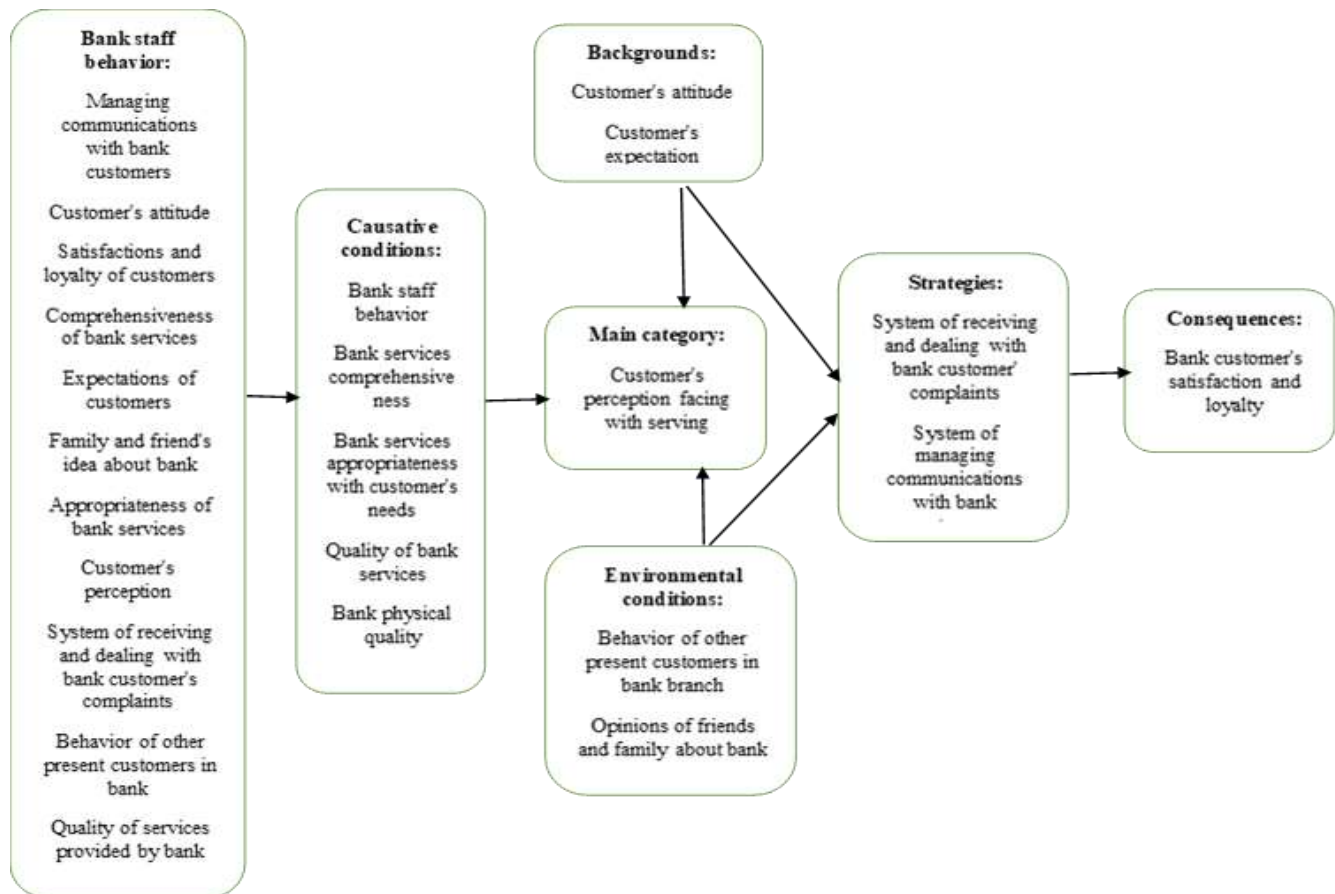 Bank staff
behavior:
Managing
communications
with bank
customers
Customer's attitude
Satisfactions and
loyalty of customers
Comprehensiveness
of bank services
Expectations of
customers
Family and friend's
idea about bank
Appropriateness of
bank services
Customer's
perception
System of receiving
and dealing with
bank customer's
complaints
Behavior of other
present customers in
bank
Quality of services
provided by bank
Causative
conditions:
Bank staff
behavior
Bank services
comprehensive
ness
Bank services
appropriateness
with customer's
needs
Quality of bank
services
Bank physical
quality
Backgrounds:
Customer's attitude
Customer's
expectation
Main category:
Customer's
perception facing
with serving
Environmental
conditions:
Behavior of other
present customers in
bank branch
Opinions of friends
and family about bank
Strategies:
System of receiving
and dealing with
bank customer'
complaints
System of
managing
communications
with bank
Consequences:
Bank customer's
satisfaction and
loyalty